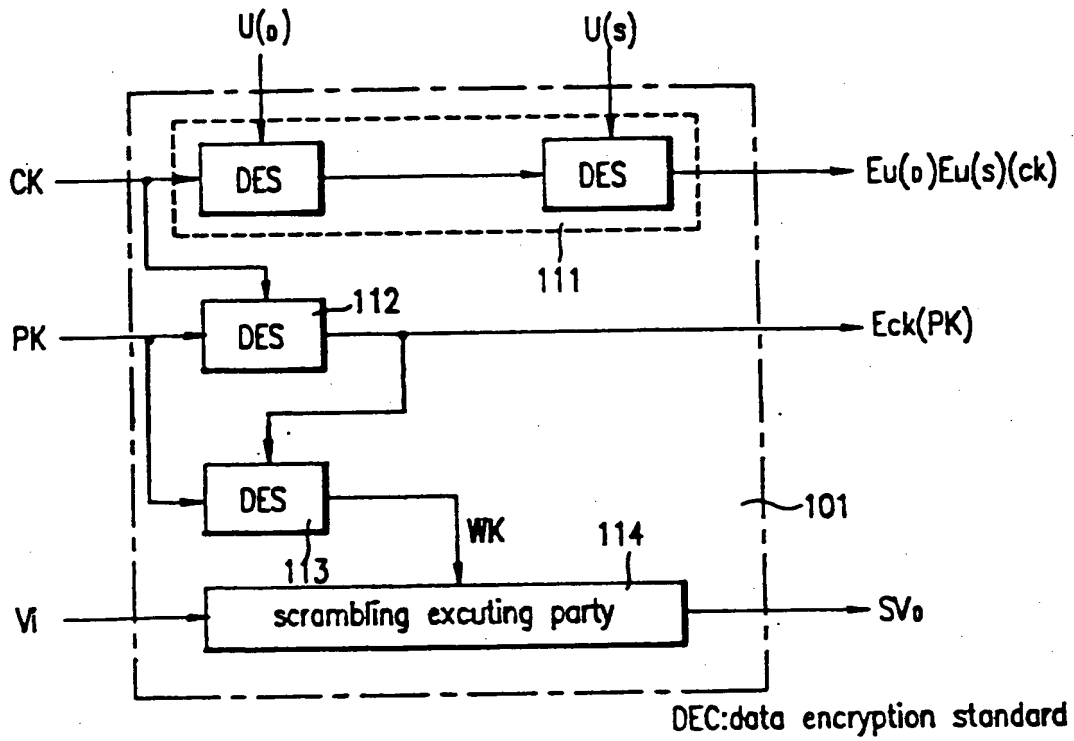 U(D) U(s)
CK DES DES Eu(D)Eu(s)(ck)
111
112
PK DES Eck(PK)
DES 101
WK 114
113
Vi scrambling excuting party SVD
DEC:data encryption standard